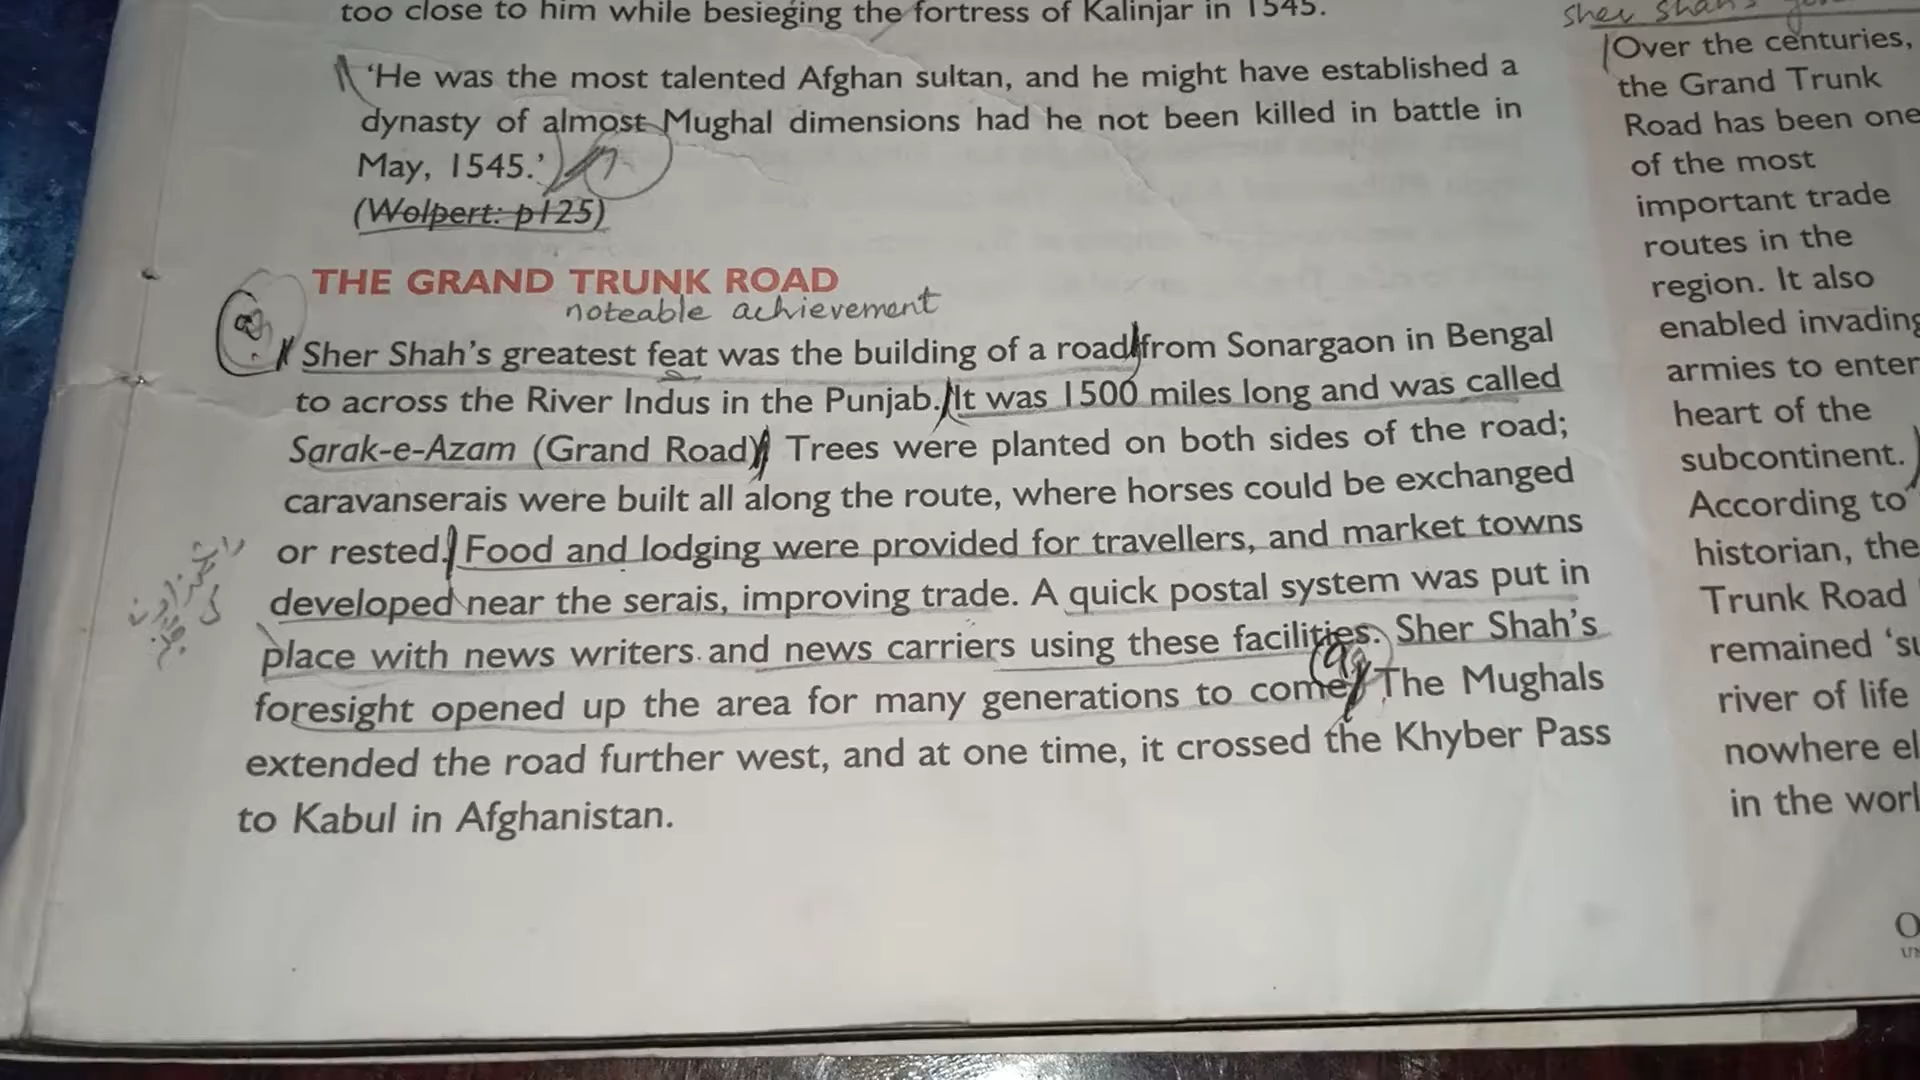 too close to him while besieging the fortress of Kalinjar in 1545.
'He was the most talented Afghan sultan, and he might have established a
dynasty of almost Mughal dimensions had he not been killed in battle in
May, 1545.'
(Wolpert: p125)
THE GRAND TRUNK ROAD
noteable achievement
Sher Shah's greatest feat was the building of a road from Sonargaon in Bengal
to across the River Indus in the Punjab. It was 1500 miles long and was called
Sarak-e-Azam (Grand Road). Trees were planted on both sides of the road;
caravanserais were built all along the route, where horses could be exchanged
or rested. Food and lodging were provided for travellers, and market towns
developed near the serais, improving trade. A quick postal system was put in
place with news writers and news carriers using these facilities. Sher Shah's
foresight opened up the area for many generations to come. The Mughals
extended the road further west, and at one time, it crossed the Khyber Pass
to Kabul in Afghanistan.
sher shah's
Over the centuries,
the Grand Trunk
Road has been one
of the most
important trade
routes in the
region. It also
enabled invading
armies to enter
heart of the
subcontinent.
According to
historian, the
Trunk Road
remained 'su
river of life
nowhere el
in the worl